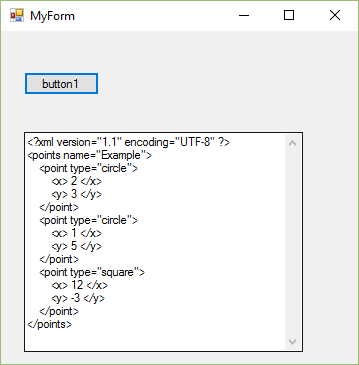 MyForm
button1
<?xml version="1.1" encoding="UTF-8" ?>
<points name="Example">
    <point type="circle">
        <x> 2 </x>
        <y> 3 </y>
    </point>
    <point type="circle">
        <x> 1 </x>
        <y> 5 </y>
    </point>
    <point type="square">
        <x> 12 </x>
        <y> -3 </y>
    </point>
</points>